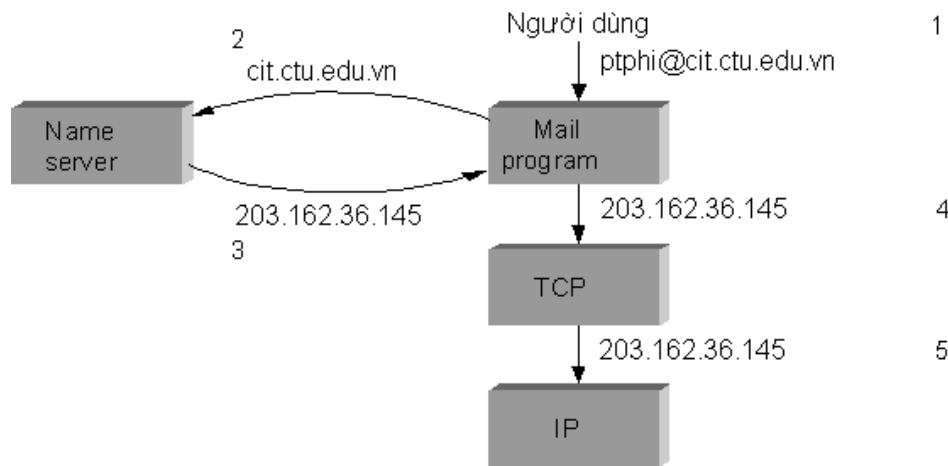 Người dùng
1
2
ptphi@cit.ctu.edu.vn
cit.ctu.edu.vn
Name
server
Mail
program
203.162.36.145
203.162.36.145
4
3
TCP
203.162.36.145
5
IP